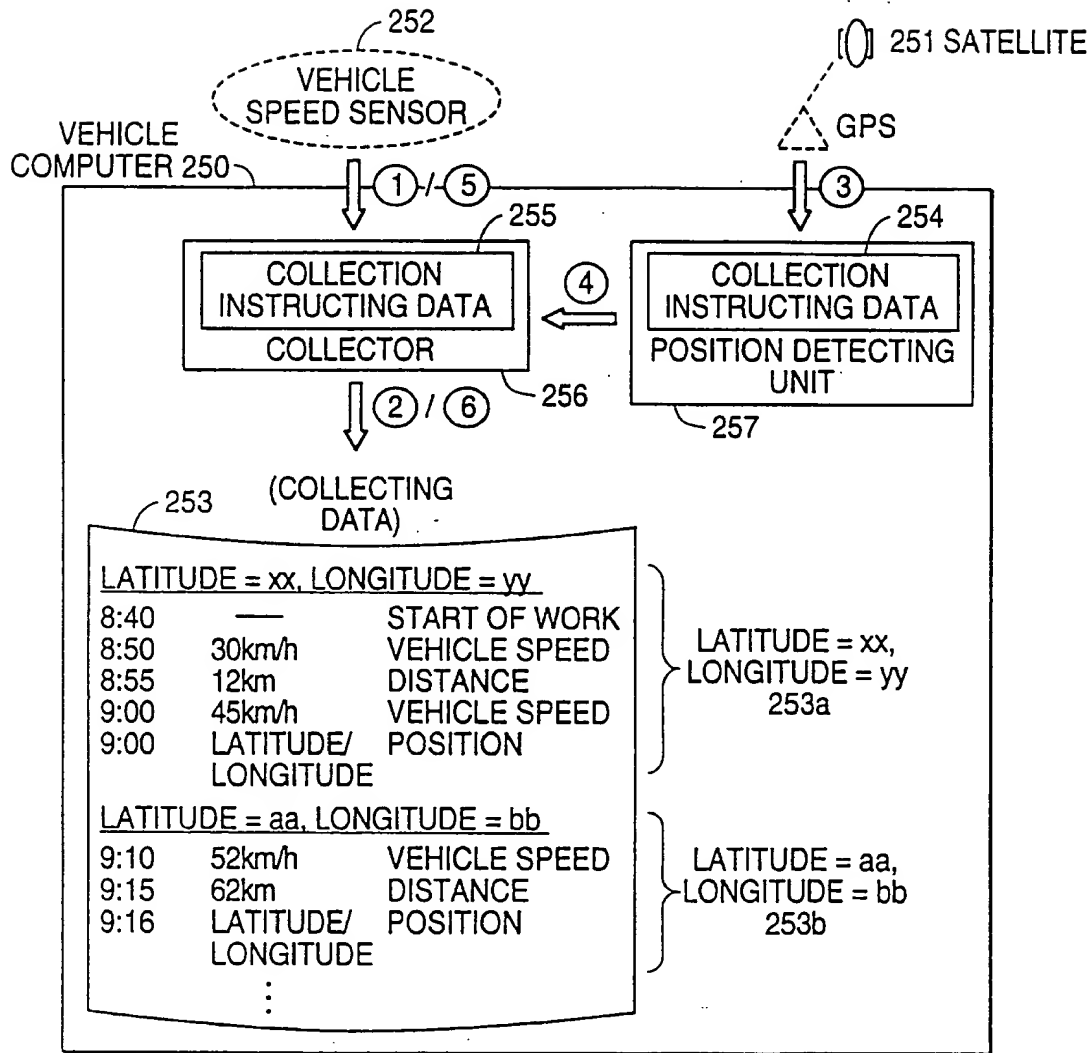 252
251 SATELLITE
VEHICLE
SPEED SENSOR
GPS
VEHICLE
COMPUTER 250
1 / 5
3
255
254
COLLECTION
INSTRUCTING DATA
COLLECTOR
4
COLLECTION
INSTRUCTING DATA
POSITION DETECTING
UNIT
256
257
2 / 6
(COLLECTING
DATA)
253
LATITUDE = xx, LONGITUDE = yy
8:40 — START OF WORK
8:50 30km/h VEHICLE SPEED
8:55 12km DISTANCE
9:00 45km/h VEHICLE SPEED
9:00 LATITUDE/ POSITION
LONGITUDE
LATITUDE = xx,
LONGITUDE = yy
253a
LATITUDE = aa, LONGITUDE = bb
9:10 52km/h VEHICLE SPEED
9:15 62km DISTANCE
9:16 LATITUDE/ POSITION
LONGITUDE
⋮
LATITUDE = aa,
LONGITUDE = bb
253b